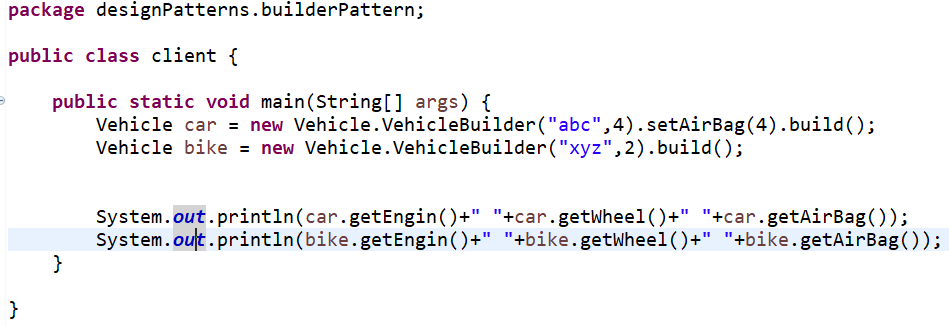 package designPatterns.builderPattern;
public class client {
public static void main(String[] args) {
Vehicle car = new Vehicle.VehicleBuilder("abc",4).setAirBag(4).build();
Vehicle bike = new Vehicle.VehicleBuilder("xyz",2).build();
System.out.println(car.getEngin()+" "+car.getWheel()+" "+car.getAirBag());
System.out.println(bike.getEngin()+" "+bike.getWheel()+" "+bike.getAirBag());
}
}